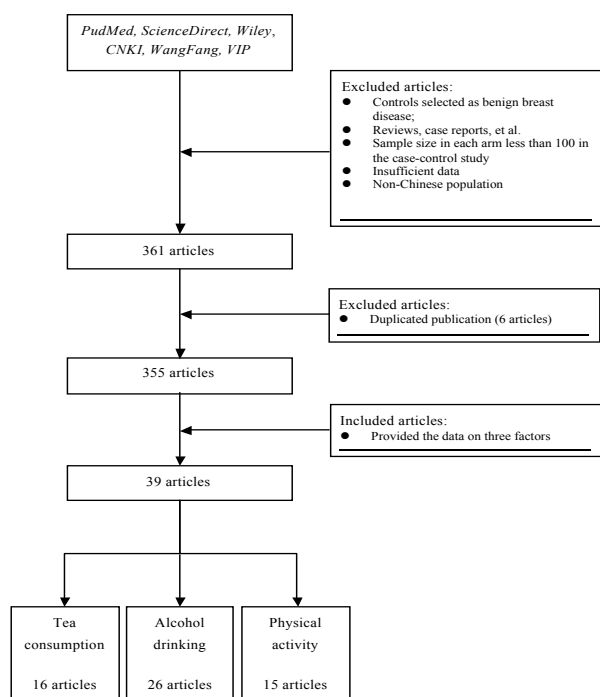 PudMed, ScienceDirect, Wiley,
CNKI, WangFang, VIP
Excluded articles:
● Controls selected as benign breast
disease;
● Reviews, case reports, et al.
● Sample size in each arm less than 100 in
the case-control study
● Insufficient data
● Non-Chinese population
361 articles
Excluded articles:
● Duplicated publication (6 articles)
355 articles
Included articles:
● Provided the data on three factors
39 articles
Tea
consumption
16 articles
Alcohol
drinking
26 articles
Physical
activity
15 articles